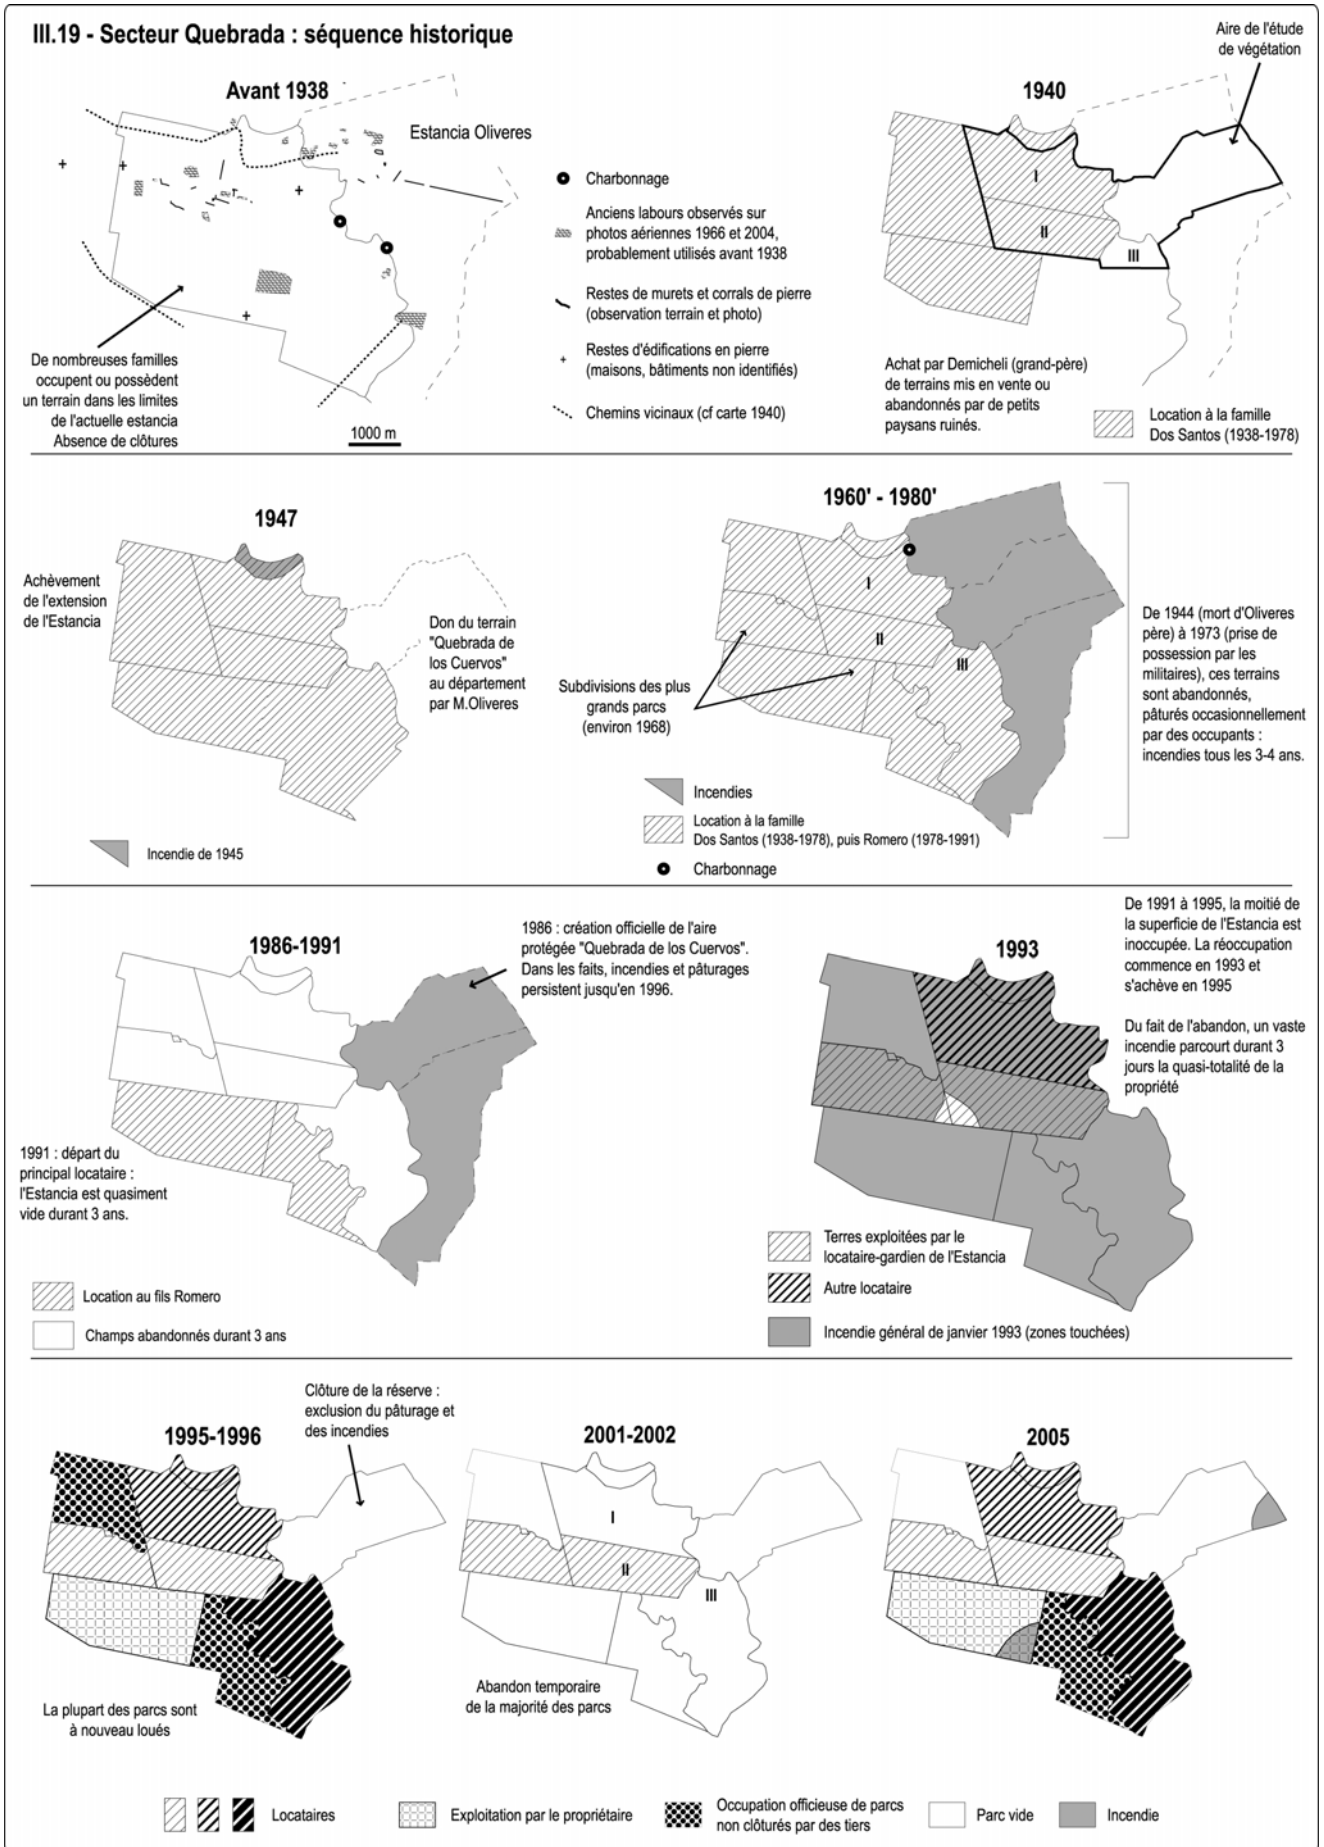 III.19 - Secteur Quebrada : séquence historique
Avant 1938
Estancia Oliveres
De nombreuses familles
occupent ou possèdent
un terrain dans les limites
de l'actuelle estancia
Absence de clôtures
1000 m
Charbonnage
Anciens labours observés sur
photos aériennes 1966 et 2004,
probablement utilisés avant 1938
Restes de murets et corrals de pierre
(observation terrain et photo)
Restes d'édifications en pierre
(maisons, bâtiments non identifiés)
Chemins vicinaux (cf carte 1940)
1940
Aire de l'étude
de végétation
I
II
III
Achat par Demicheli (grand-père)
de terrains mis en vente ou
abandonnés par de petits
paysans ruinés.
Location à la famille
Dos Santos (1938-1978)
1947
Achèvement
de l'extension
de l'Estancia
Don du terrain
"Quebrada de
los Cuervos"
au département
par M.Oliveres
Incendie de 1945
1960' - 1980'
I
II
III
Subdivisions des plus
grands parcs
(environ 1968)
De 1944 (mort d'Oliveres
père) à 1973 (prise de
possession par les
militaires), ces terrains
sont abandonnés,
pâturés occasionnellement
par des occupants :
incendies tous les 3-4 ans.
Incendies
Location à la famille
Dos Santos (1938-1978), puis Romero (1978-1991)
Charbonnage
1986-1991
1986 : création officielle de l'aire
protégée "Quebrada de los Cuervos".
Dans les faits, incendies et pâturages
persistent jusqu'en 1996.
1991 : départ du
principal locataire :
l'Estancia est quasiment
vide durant 3 ans.
Location au fils Romero
Champs abandonnés durant 3 ans
1993
De 1991 à 1995, la moitié de
la superficie de l'Estancia est
inoccupée. La réoccupation
commence en 1993 et
s'achève en 1995
Du fait de l'abandon, un vaste
incendie parcourt durant 3
jours la quasi-totalité de la
propriété
Terres exploitées par le
locataire-gardien de l'Estancia
Autre locataire
Incendie général de janvier 1993 (zones touchées)
1995-1996
Clôture de la réserve :
exclusion du pâturage et
des incendies
La plupart des parcs sont
à nouveau loués
2001-2002
I
II
III
Abandon temporaire
de la majorité des parcs
2005
Locataires
Exploitation par le propriétaire
Occupation officieuse de parcs
non clôturés par des tiers
Parc vide
Incendie